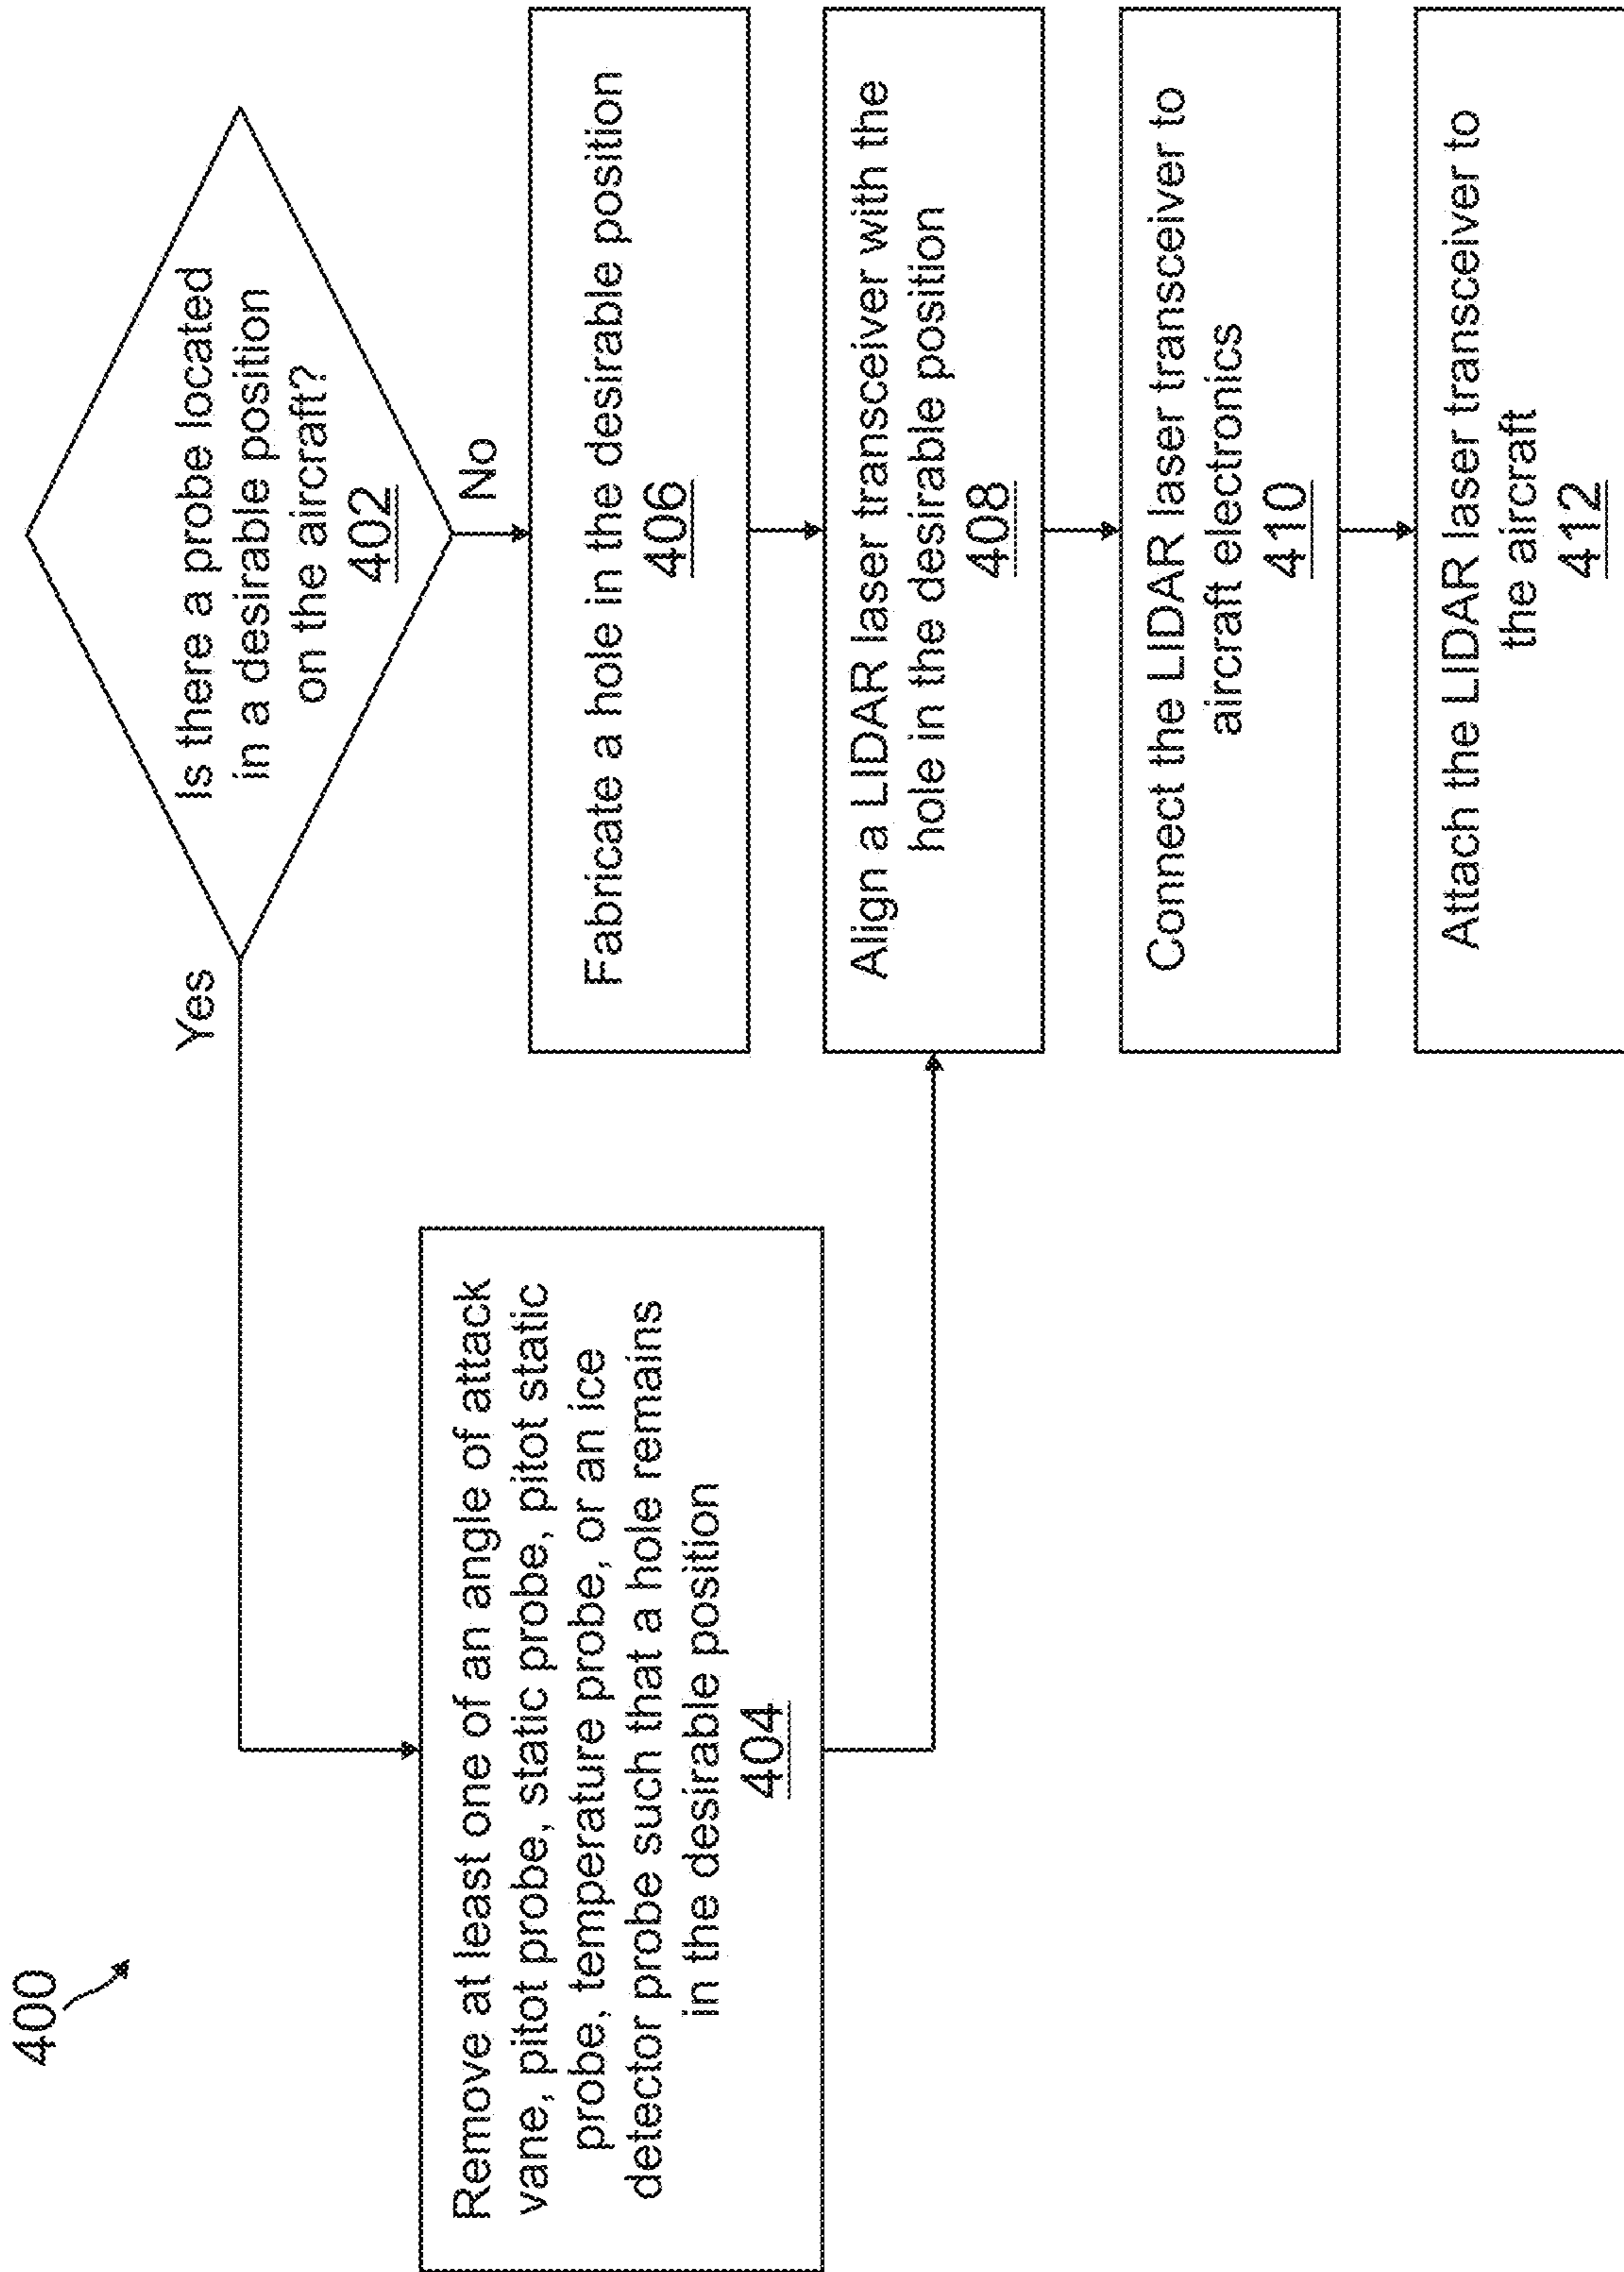 400
Is there a probe located
in a desirable position
on the aircraft?
402
Yes
No
Remove at least one of an angle of attack
vane, pitot probe, static probe, pitot static
probe, temperature probe, or an ice
detector probe such that a hole remains
in the desirable position
404
Fabricate a hole in the desirable position
406
Align a LIDAR laser transceiver with the
hole in the desirable position
408
Connect the LIDAR laser transceiver to
aircraft electronics
410
Attach the LIDAR laser transceiver to
the aircraft
412